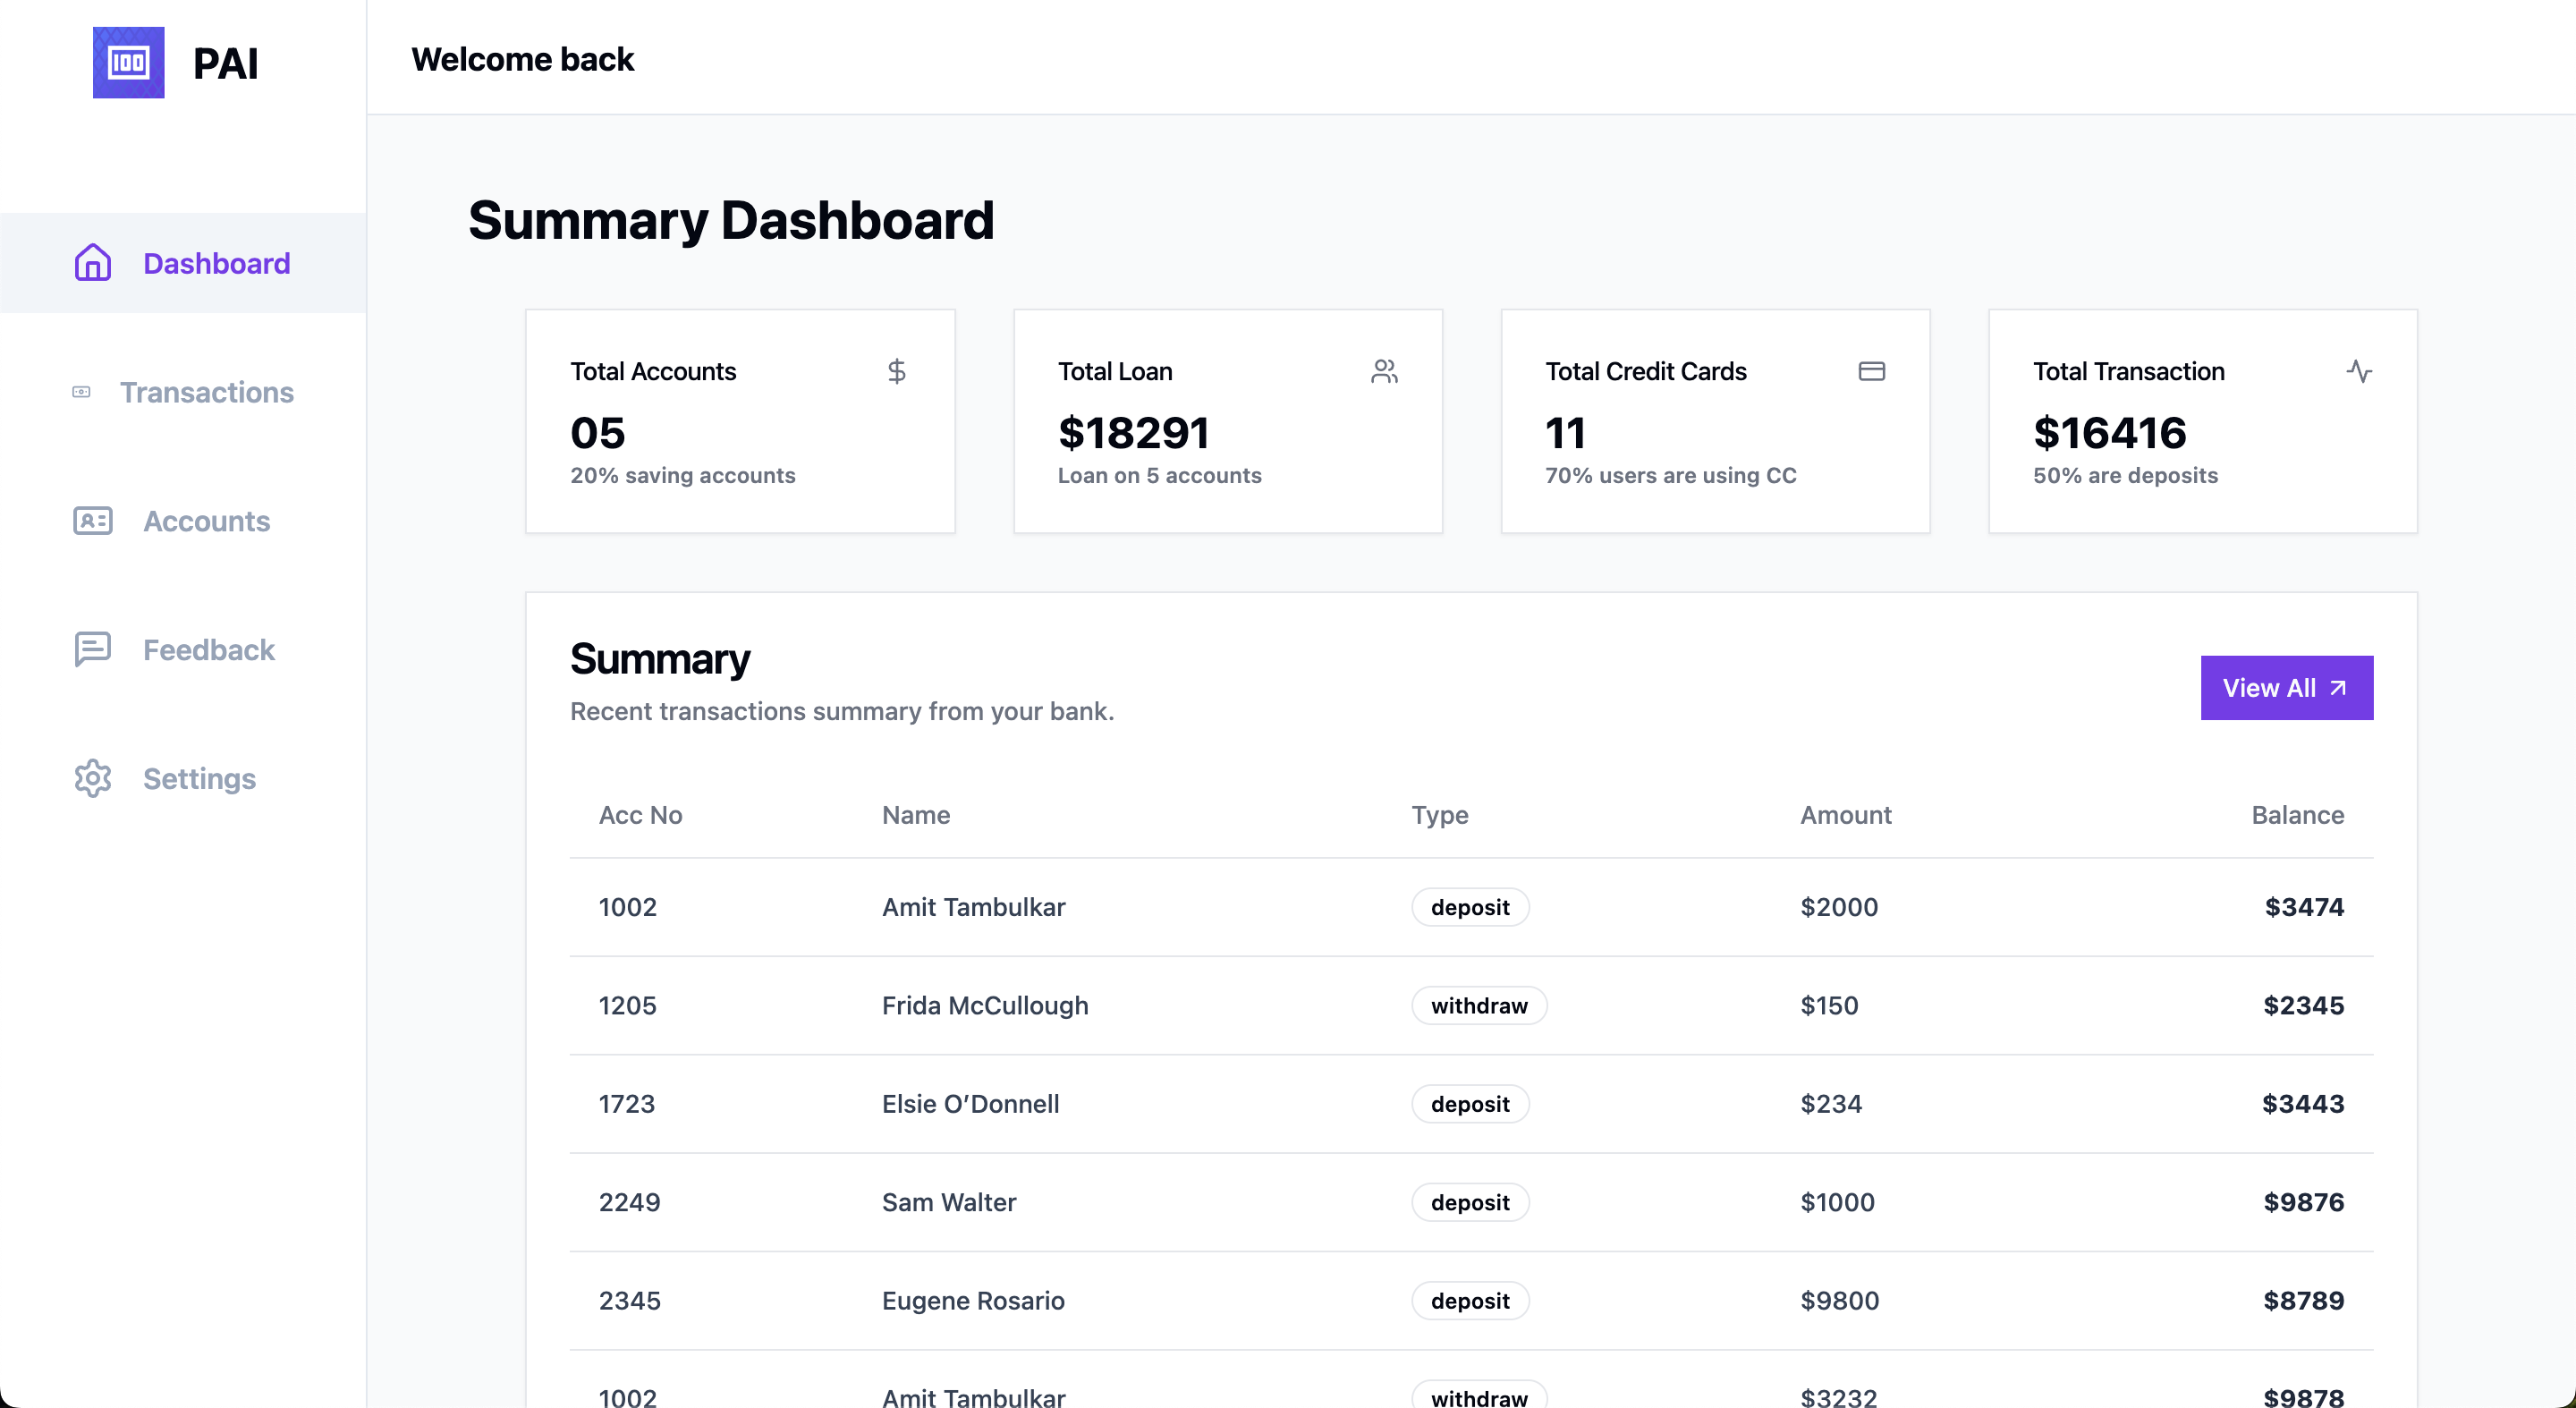 100
PAI
Welcome back
Dashboard
Transactions
Accounts
Feedback
Settings
Summary Dashboard
Total Accounts
05
20% saving accounts
Total Loan
$18291
Loan on 5 accounts
Total Credit Cards
11
70% users are using CC
Total Transaction
$16416
50% are deposits
Summary
Recent transactions summary from your bank.
View All
Acc No Name Type Amount Balance
1002 Amit Tambulkar deposit $2000 $3474
1205 Frida McCullough withdraw $150 $2345
1723 Elsie O’Donnell deposit $234 $3443
2249 Sam Walter deposit $1000 $9876
2345 Eugene Rosario deposit $9800 $8789
1002 Amit Tambulkar withdraw $3232 $9878